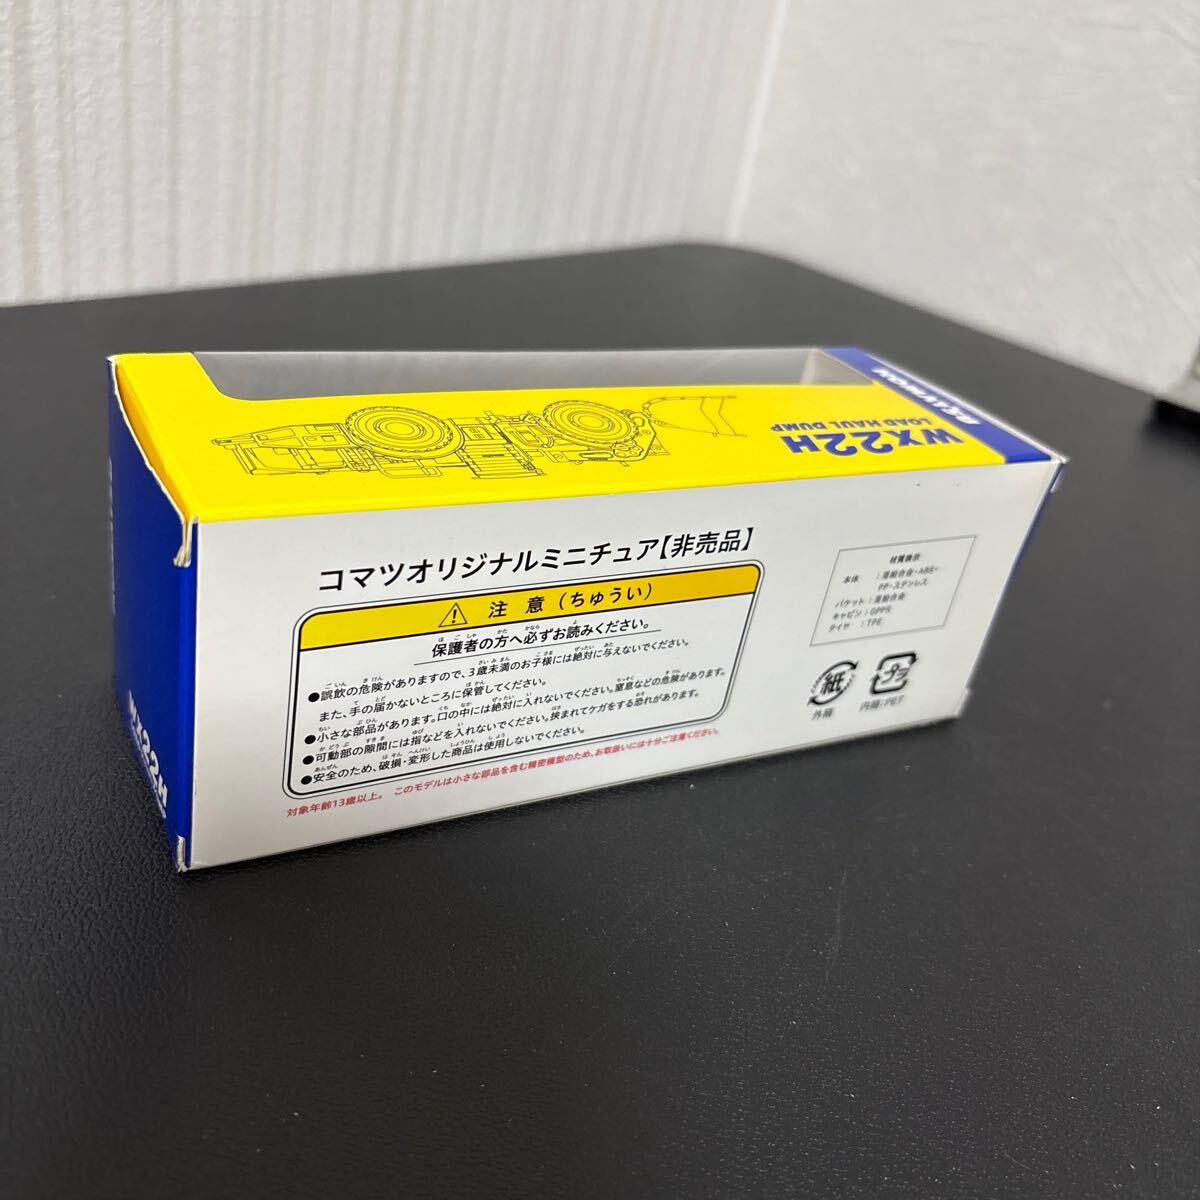 WX22H
LOAD HAUL DUMP
コマツオリジナルミニチュア【非売品】
注 意 (ちゅうい)
保護者の方へ必ずお読みください。
●誤飲の危険がありますので、3歳未満のお子様には絶対に与えないでください。
また、手の届かないところに保管してください。
●小さな部品があります。口の中には絶対に入れないでください。窒息などの危険があります。
●可動部の隙間には指などを入れないでください。挟まれてケガをする恐れがあります。
●安全のため、破損・変形した商品は使用しないでください。
対象年齢13歳以上。 このモデルは小さな部品を含む精密模型のため、お取扱いには十分ご注意ください。
材質表示
本体 :亜鉛合金・ABS・
PP・ステンレス
バケット:亜鉛合金
キャビン:GPPS
タイヤ :TPE
紙
外箱
プラ
内箱:PET
WX22H